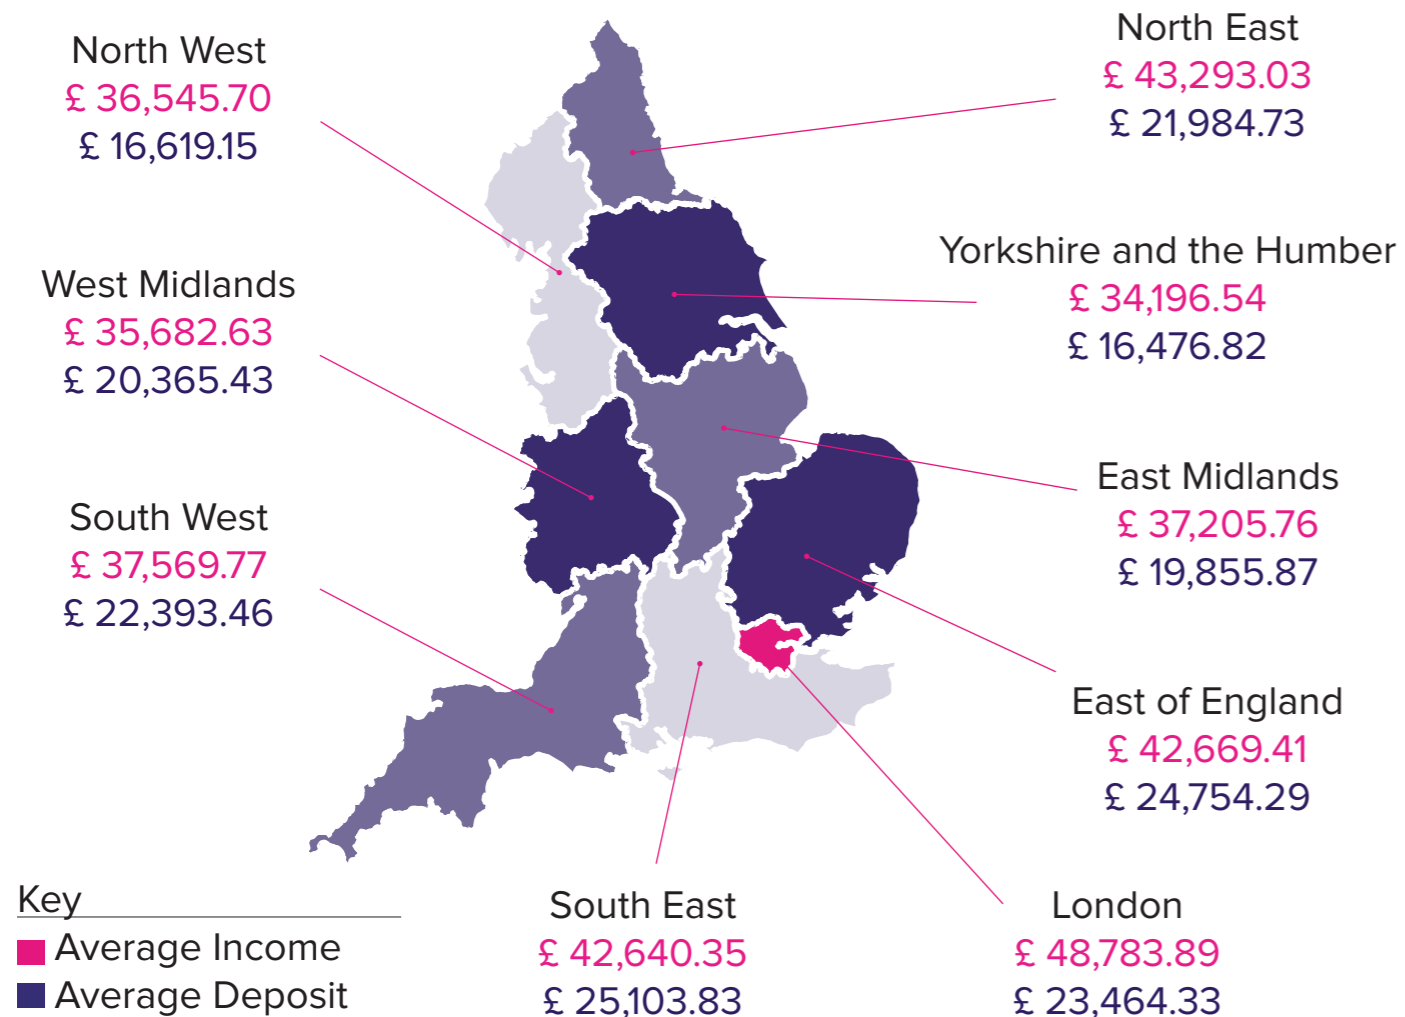 North West
£ 36,545.70
£ 16,619.15
North East
£ 43,293.03
£ 21,984.73
Yorkshire and the Humber
£ 34,196.54
£ 16,476.82
West Midlands
£ 35,682.63
£ 20,365.43
East Midlands
£ 37,205.76
£ 19,855.87
South West
£ 37,569.77
£ 22,393.46
East of England
£ 42,669.41
£ 24,754.29
South East
£ 42,640.35
£ 25,103.83
London
£ 48,783.89
£ 23,464.33
Key
Average Income
Average Deposit